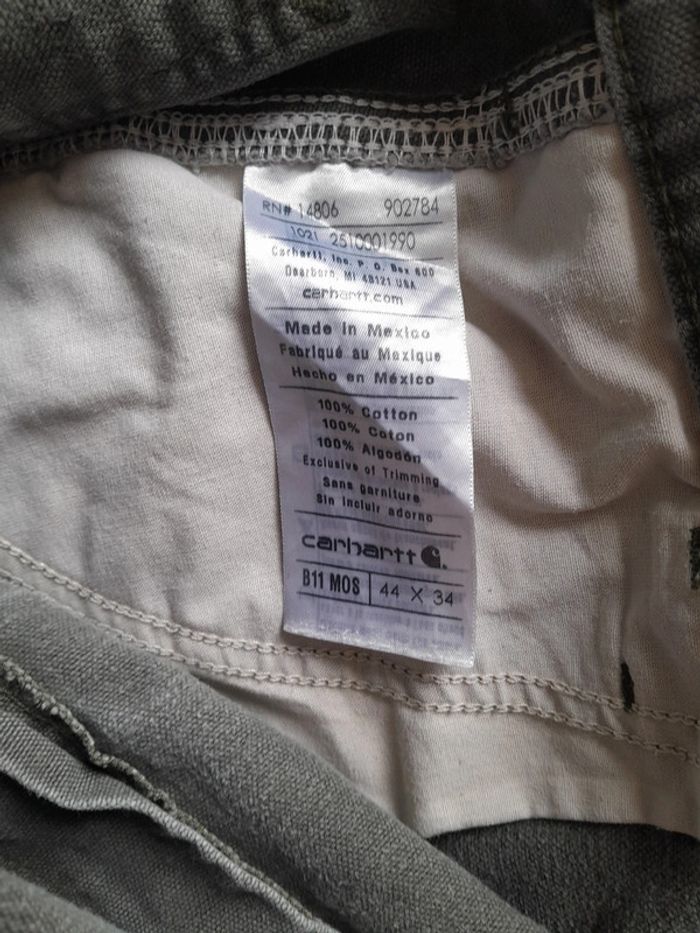 RN# 14806 902784
1021 2510001990
Carhartt, Inc. P. O. Box 600
Dearborn, MI 48121 USA
carhartt.com
Made in Mexico
Fabriqué au Mexique
Hecho en México
100% Cotton
100% Coton
100% Algodón
Exclusive of Trimming
Sans garniture
Sin incluir adorno
carhartt
B11 MOS 44 X 34